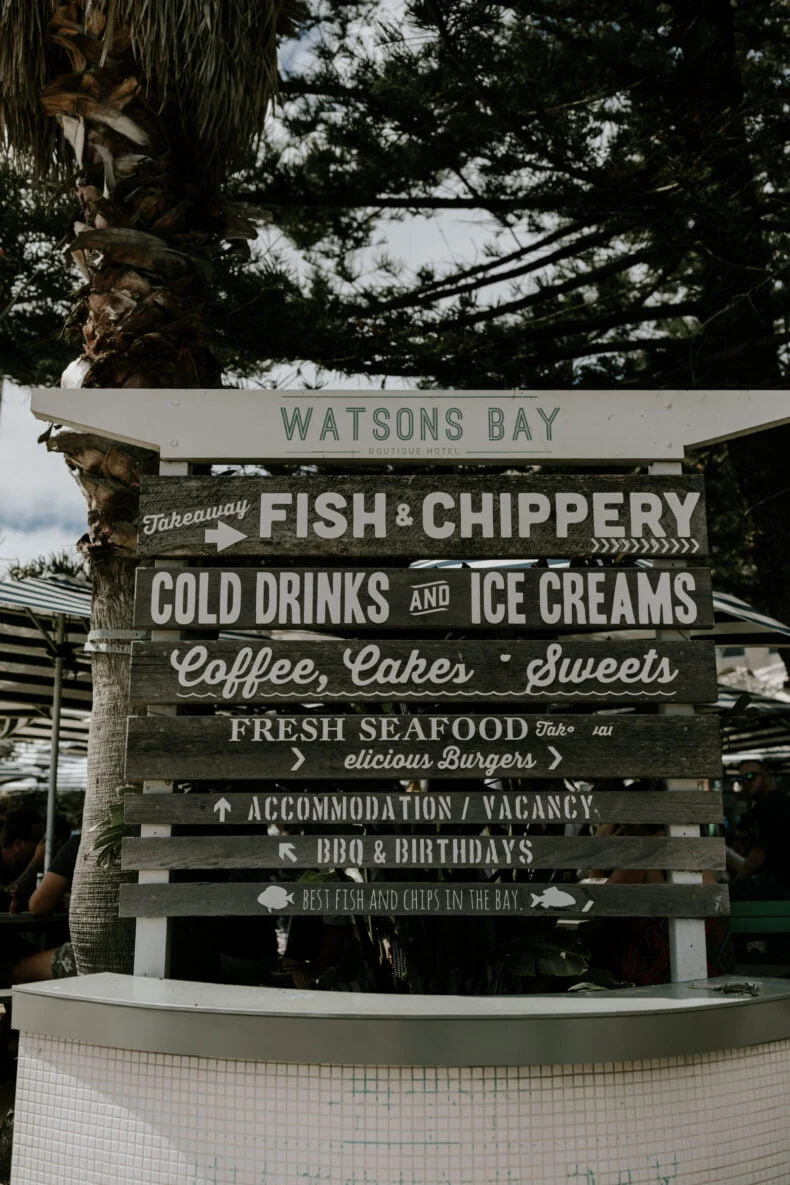 WATSONS BAY
BOUTIQUE HOTEL
Takeaway FISH & CHIPPERY
COLD DRINKS AND ICE CREAMS
Coffee, Cakes Sweets
FRESH SEAFOOD
elicious Burgers
ACCOMMODATION / VACANCY
BBQ & BIRTHDAYS
BEST FISH AND CHIPS IN THE BAY.